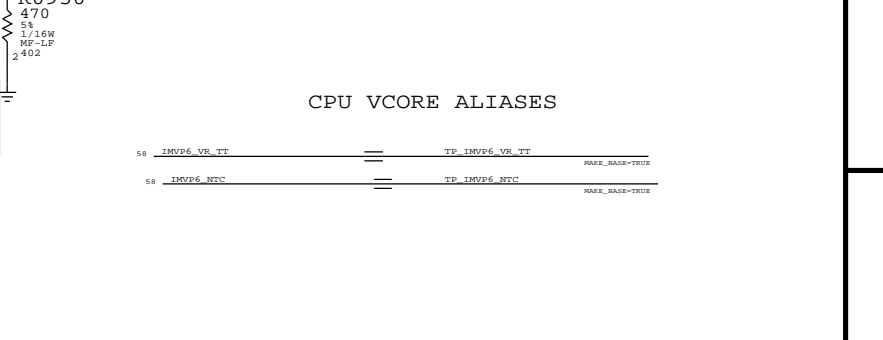 470
5%
1/16W
MF-LF
2 402
CPU VCORE ALIASES
58 IMVP6_VR_TT TP_IMVP6_VR_TT
MAKE_BASE=TRUE
58 IMVP6_NTC TP_IMVP6_NTC
MAKE_BASE=TRUE